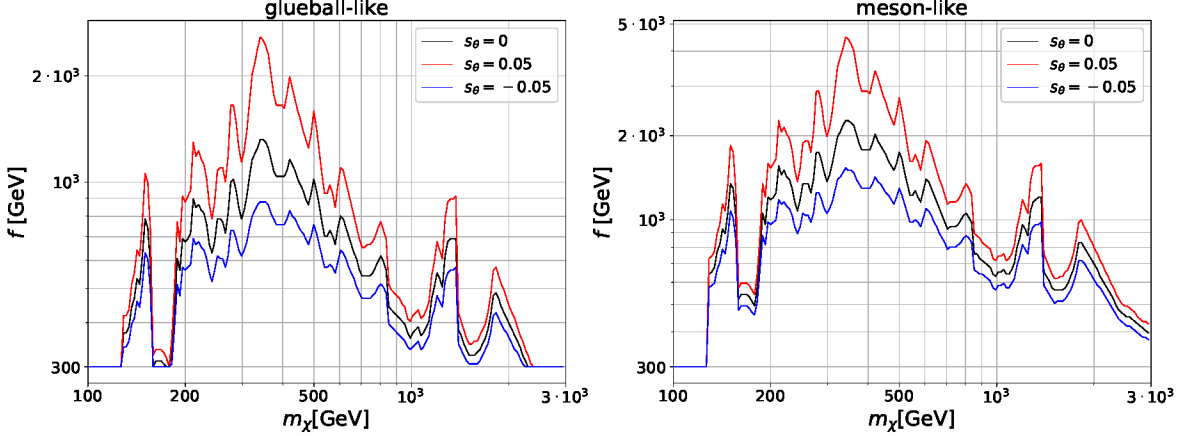 glueball-like
s_θ = 0
s_θ = 0.05
s_θ = −0.05
2 · 10³
10³
300
f [GeV]
100
200
500
10³
3 · 10³
m_χ[GeV]
meson-like
s_θ = 0
s_θ = 0.05
s_θ = −0.05
5 · 10³
2 · 10³
10³
300
f [GeV]
100
200
500
10³
3 · 10³
m_χ[GeV]